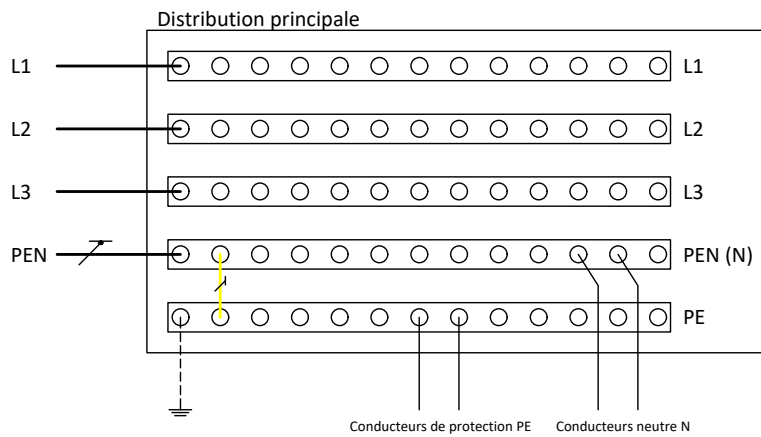 Distribution principale
L1 L1
L2 L2
L3 L3
PEN PEN (N)
PE
Conducteurs de protection PE Conducteurs neutre N